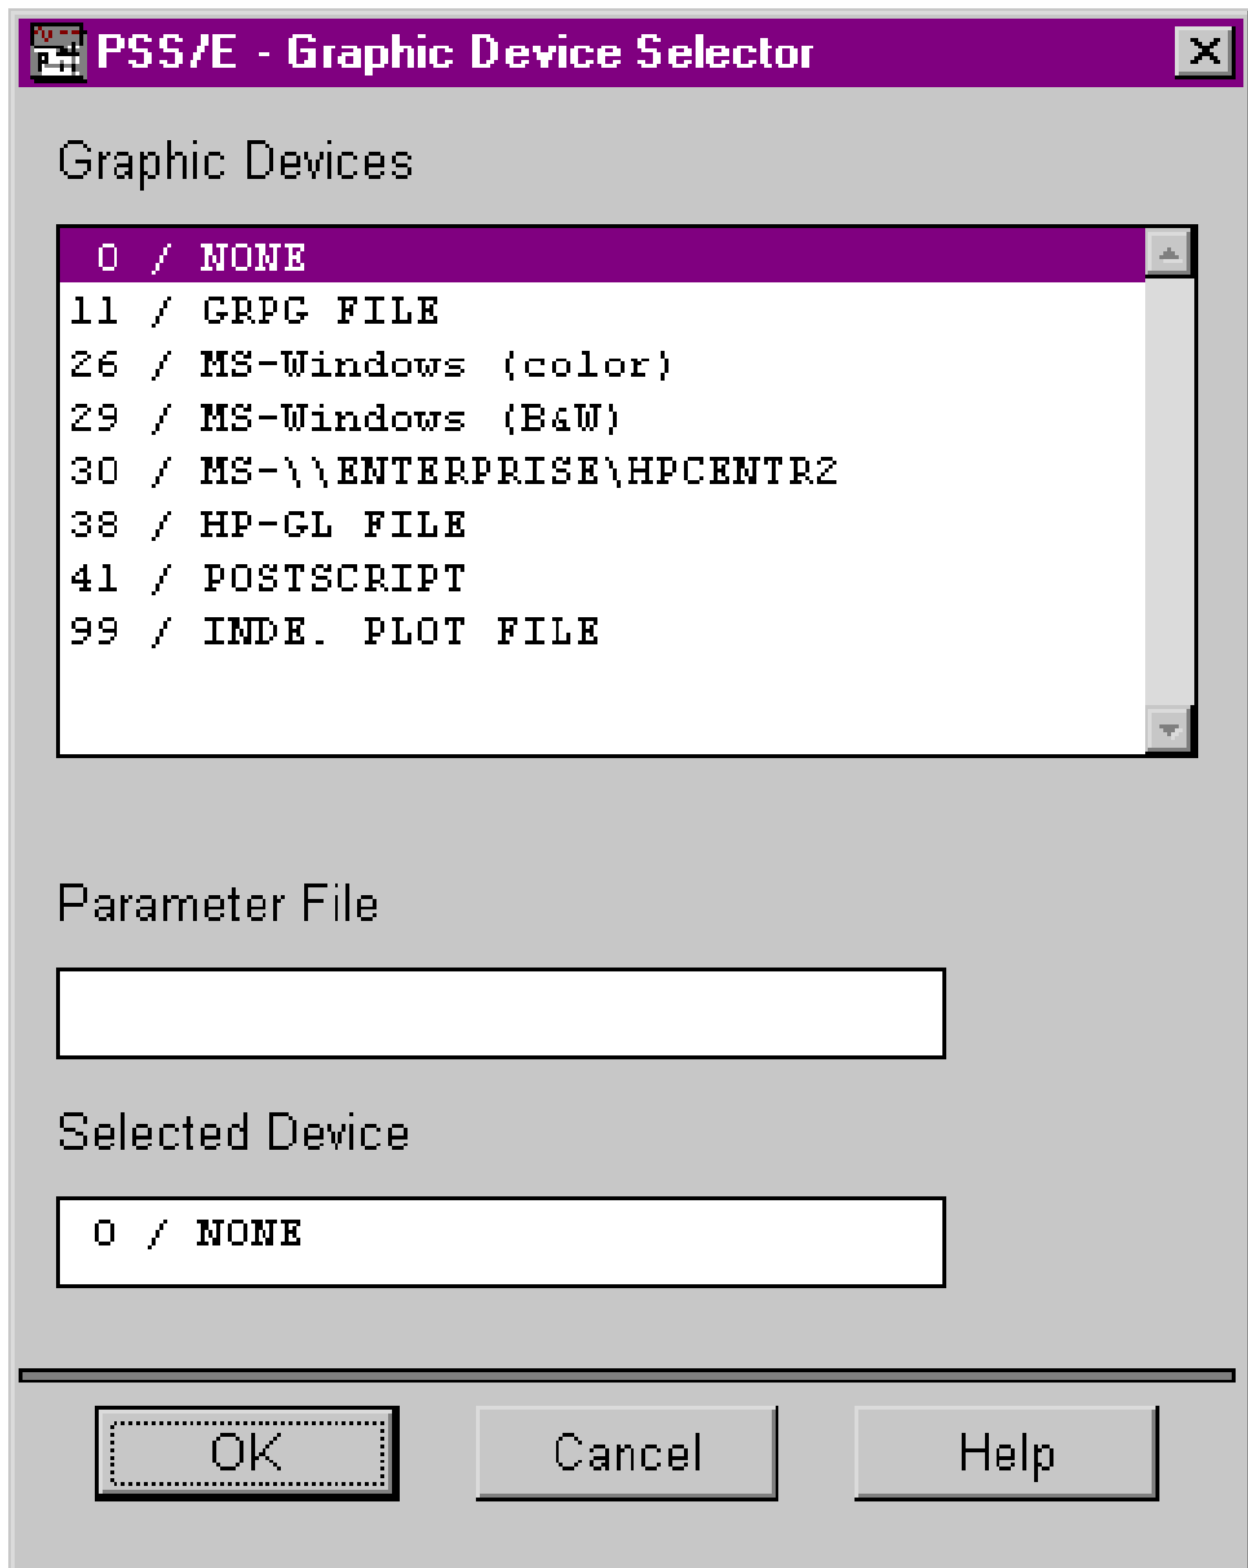 PSS/E - Graphic Device Selector
Graphic Devices
0 / NONE
11 / GRPG FILE
26 / MS-Windows (color)
29 / MS-Windows (B&W)
30 / MS-\\ENTERPRISE\HPCENTR2
38 / HP-GL FILE
41 / POSTSCRIPT
99 / INDE. PLOT FILE
Parameter File
Selected Device
0 / NONE
OK Cancel Help